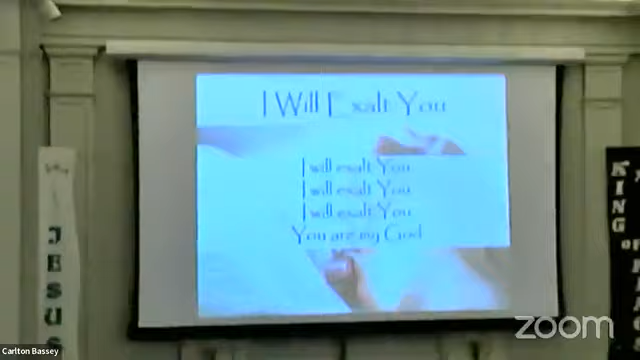 I Will Exalt You
I will exalt You
I will exalt You
I will exalt You
You are my God
JESUS
KING
OF
zoom
Carlton Bassey